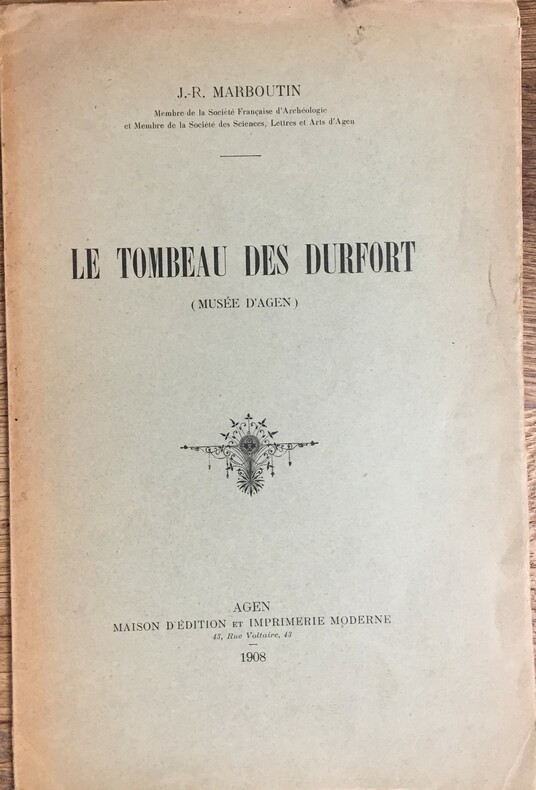 J.-R. MARBOUTIN
Membre de la Société Française d'Archéologie
et Membre de la Société des Sciences, Lettres et Arts d'Agen
LE TOMBEAU DES DURFORT
(MUSÉE D'AGEN)
AGEN
MAISON D'ÉDITION ET IMPRIMERIE MODERNE
43, Rue Voltaire, 43
1908